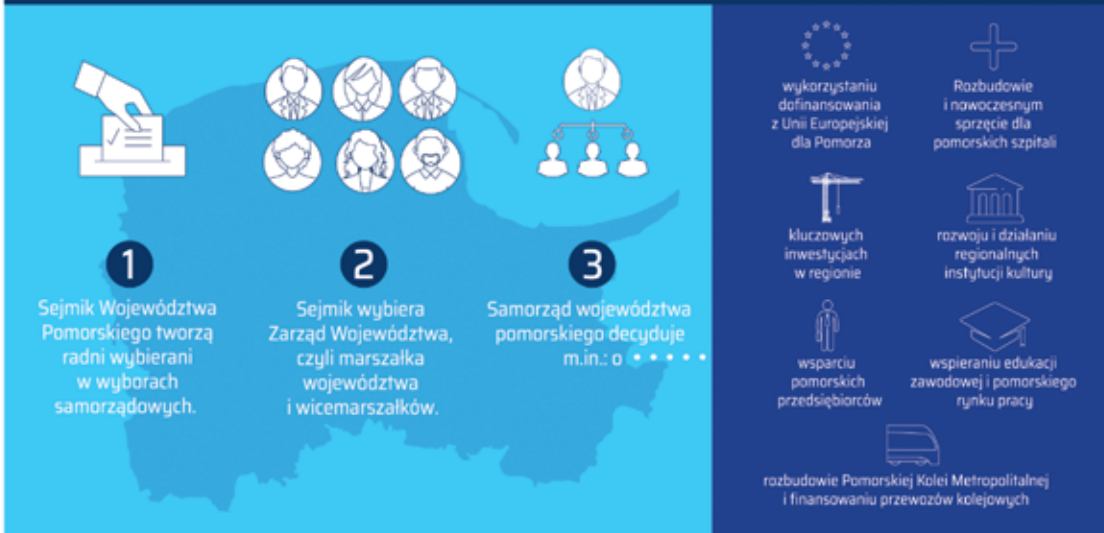 1
Sejmik Województwa
Pomorskiego tworzą
radni wybierani
w wyborach
samorządowych.
2
Sejmik wybiera
Zarząd Województwa,
czyli marszałka
województwa
i wicemarszałków.
3
Samorząd województwa
pomorskiego decyduje
m.in.: o
wykorzystaniu
dofinansowania
z Unii Europejskiej
dla Pomorza
Rozbudowie
i nowoczesnym
sprzęcie dla
pomorskich szpitali
kluczowych
inwestycjach
w regionie
rozwoju i działaniu
regionalnych
instytucji kultury
wsparciu
pomorskich
przedsiębiorców
wspieraniu edukacji
zawodowej i pomorskiego
rynku pracy
rozbudowie Pomorskiej Kolei Metropolitalnej
i finansowaniu przewozów kolejowych